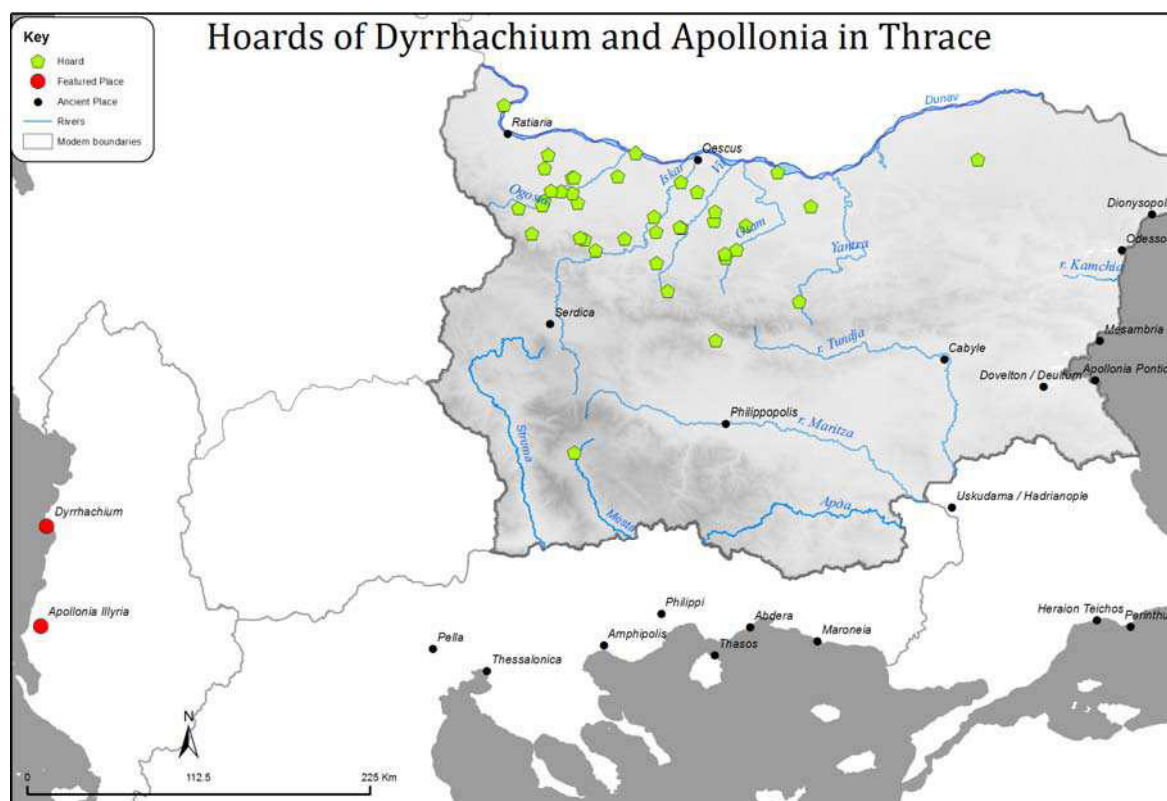 Hoards of Dyrrhachium and Apollonia in Thrace
Key
Hoard
Featured Place
Ancient Place
Rivers
Modern boundaries
Dunav
Ratiaria
Oescus
Iskar
Vit
Ogosta
Osam
Yantra
Dionysopol
Odesso
r. Kamchia
Mesambria
Serdica
r. Tundja
Cabyle
Dovelton / Deultum
Apollonia Pontic
Philippopolis
r. Maritza
Struma
Mesta
Арда
Uskudama / Hadrianople
Dyrrhachium
Apollonia Illyria
Philippi
Abdera
Heraion Teichos
Perinthu
Amphipolis
Maroneia
Pella
Thasos
Thessalonica
N
0
112.5
225 Km